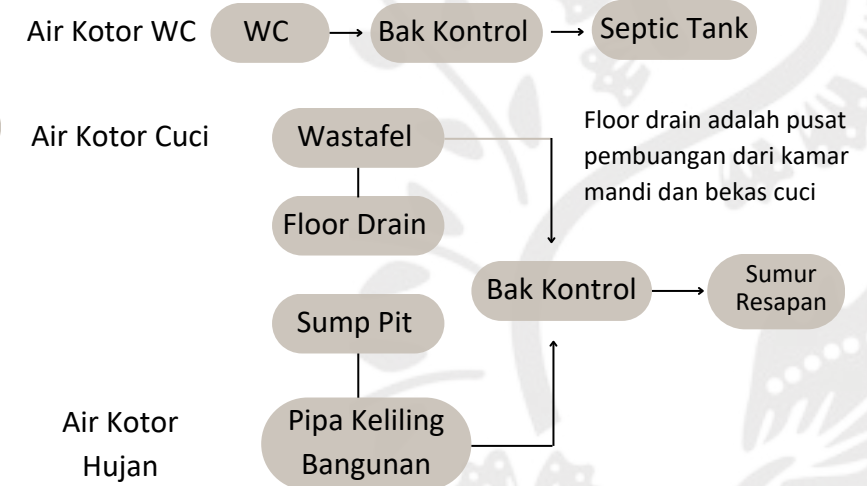 Air Kotor WC
WC
Bak Kontrol
Septic Tank
Air Kotor Cuci
Wastafel
Floor drain adalah pusat
pembuangan dari kamar
mandi dan bekas cuci
Floor Drain
Bak Kontrol
Sumur
Resapan
Sump Pit
Air Kotor
Hujan
Pipa Keliling
Bangunan